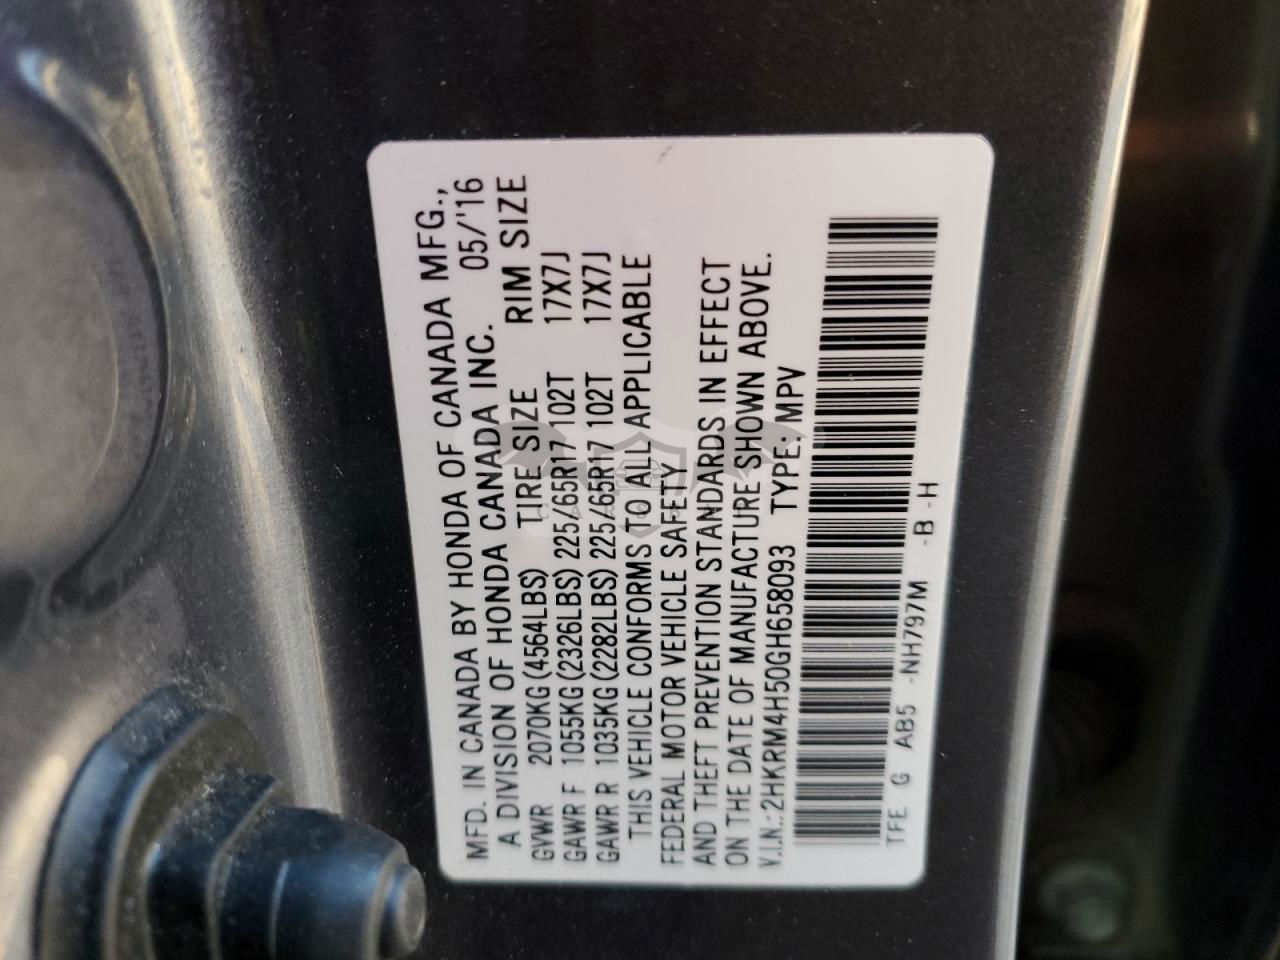 MFD. IN CANADA BY HONDA OF CANADA MFG.,
A DIVISION OF HONDA CANADA INC. 05/'16
GVWR 2070KG(4564LBS) TIRE SIZE RIM SIZE
GAWR F 1055KG(2326LBS) 225/65R17 102T 17X7J
GAWR R 1035KG(2282LBS) 225/65R17 102T 17X7J
THIS VEHICLE CONFORMS TO ALL APPLICABLE
FEDERAL MOTOR VEHICLE SAFETY
AND THEFT PREVENTION STANDARDS IN EFFECT
ON THE DATE OF MANUFACTURE SHOWN ABOVE.
V.I.N.:2HKRM4H50GH658093 TYPE: MPV
TFE G AB5 -NH797M -B -H